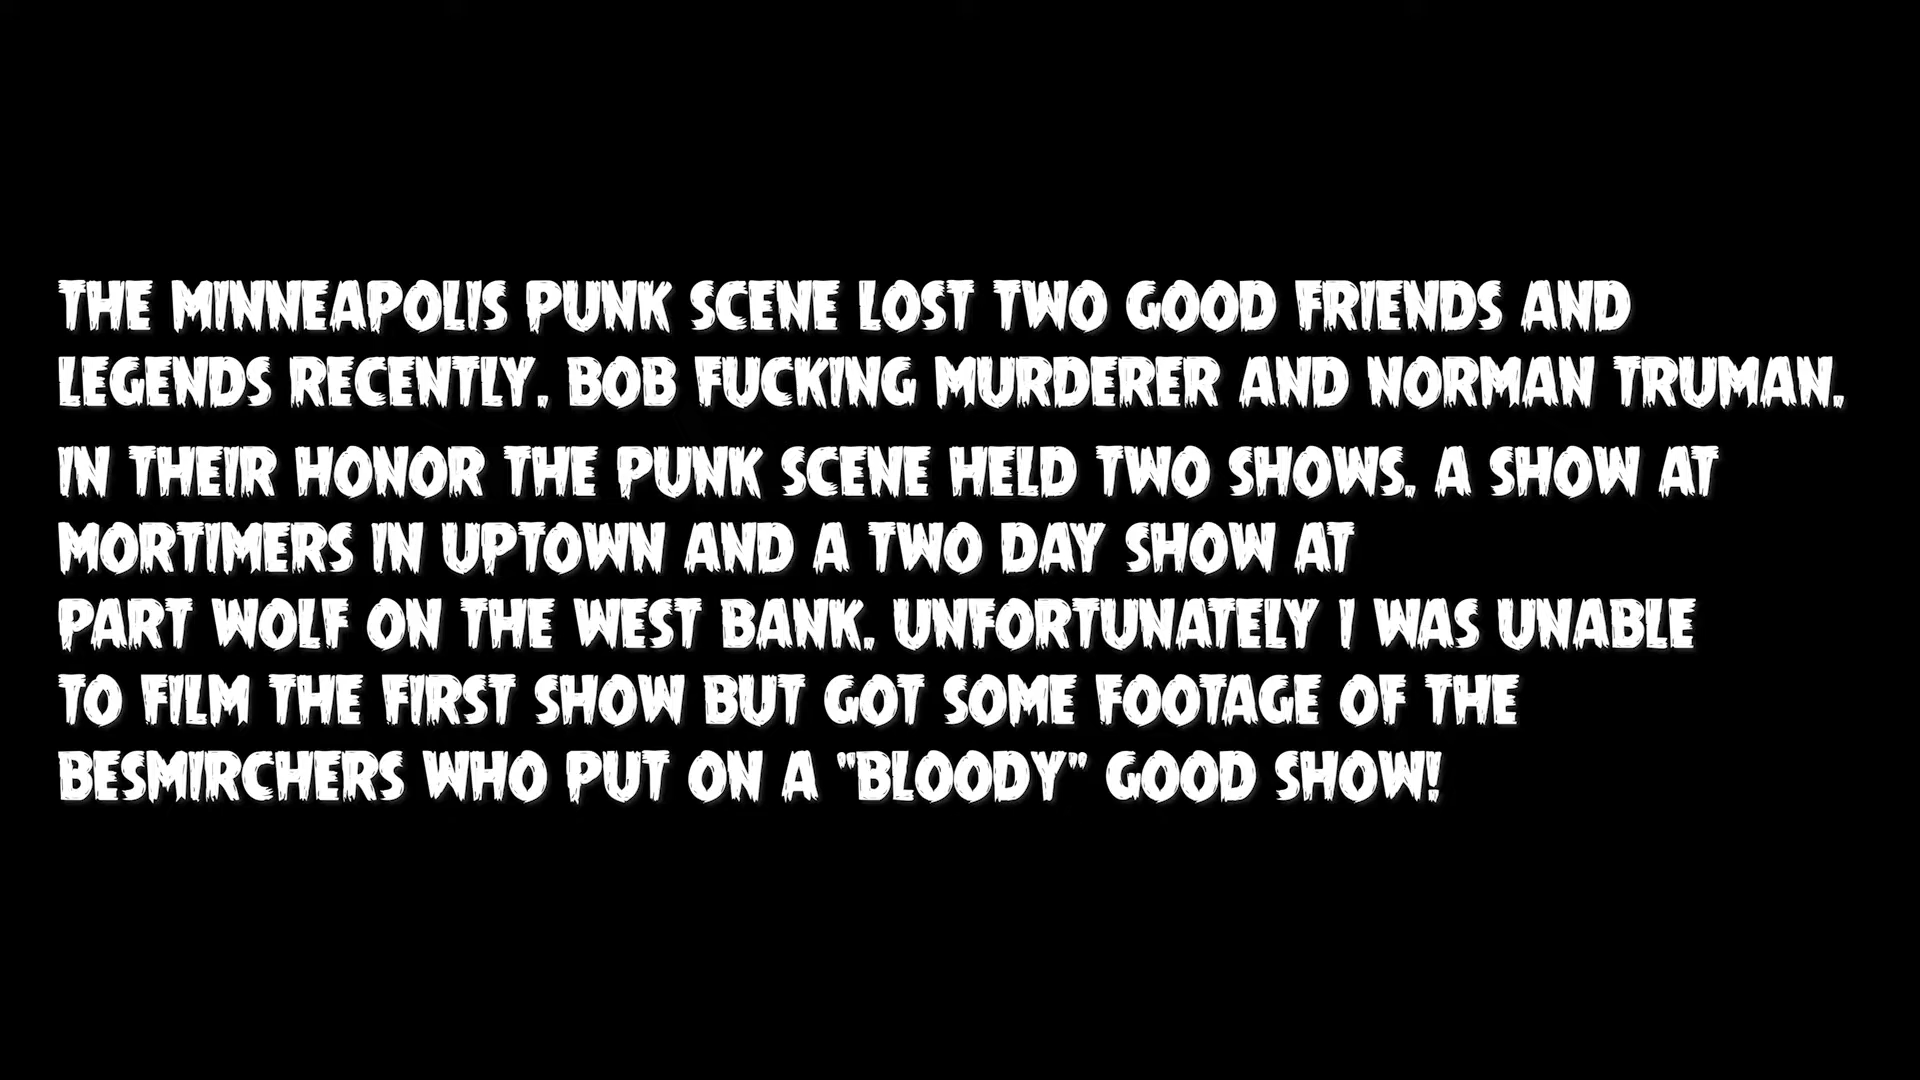 THE MINNEAPOLIS PUNK SCENE LOST TWO GOOD FRIENDS AND
LEGENDS RECENTLY, BOB FUCKING MURDERER AND NORMAN TRUMAN.
IN THEIR HONOR THE PUNK SCENE HELD TWO SHOWS, A SHOW AT
MORTIMERS IN UPTOWN AND A TWO DAY SHOW AT
PART WOLF ON THE WEST BANK. UNFORTUNATELY I WAS UNABLE
TO FILM THE FIRST SHOW BUT GOT SOME FOOTAGE OF THE
BESMIRCHERS WHO PUT ON A "BLOODY" GOOD SHOW!